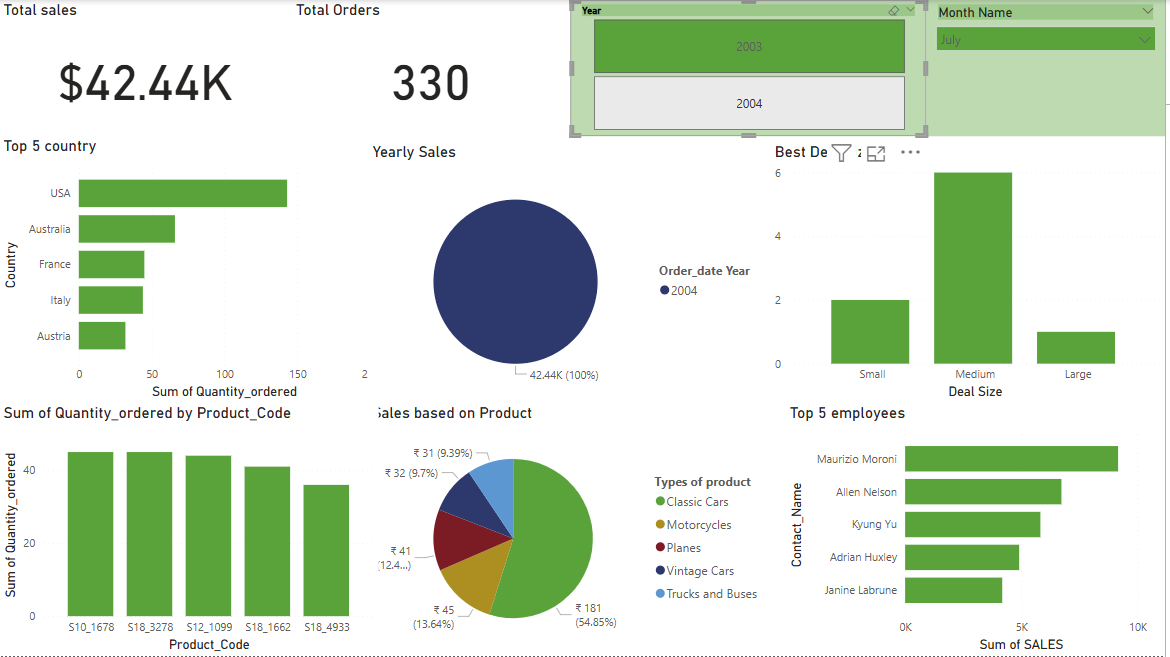 Total sales
$42.44K
Total Orders
330
Year
2003
2004
Month Name
July
Top 5 country
Country
USA
Australia
France
Italy
Austria
0 50 100 150 2
Sum of Quantity_ordered
Yearly Sales
42.44K (100%)
Order_date Year
2004
Best De
6
4
2
0
Small Medium Large
Deal Size
Sum of Quantity_ordered by Product_Code
Sum of Quantity_ordered
40
20
0
S10_1678 S18_3278 S12_1099 S18_1662 S18_4933
Product_Code
Sales based on Product
₹ 31 (9.39%)
₹ 32 (9.7%)
₹ 41
(12.4...)
₹ 45
(13.64%)
₹ 181
(54.85%)
Types of product
Classic Cars
Motorcycles
Planes
Vintage Cars
Trucks and Buses
Top 5 employees
Contact_Name
Maurizio Moroni
Allen Nelson
Kyung Yu
Adrian Huxley
Janine Labrune
0K 5K 10K
Sum of SALES